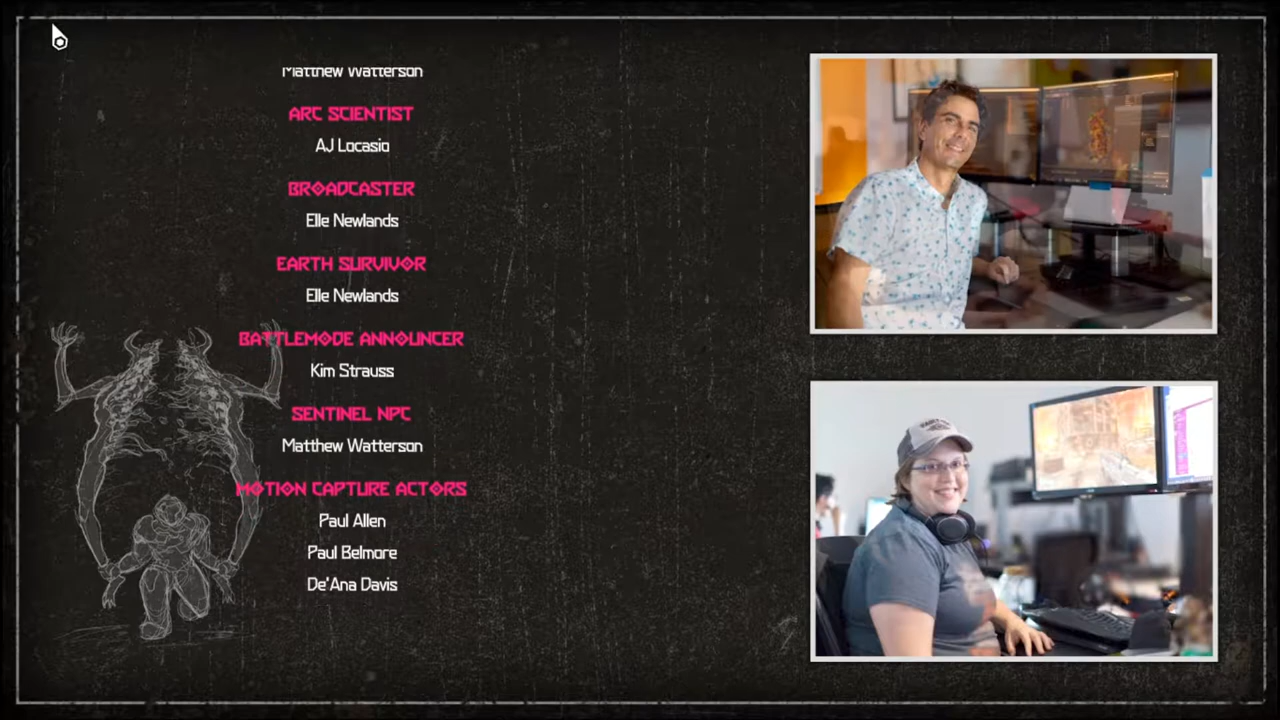 Matthew Watterson
ARC SCIENTIST
AJ Locasio
BROADCASTER
Elle Newlands
EARTH SURVIVOR
Elle Newlands
BATTLEMODE ANNOUNCER
Kim Strauss
SENTINEL NPC
Matthew Watterson
MOTION CAPTURE ACTORS
Paul Allen
Paul Belmore
De'Ana Davis